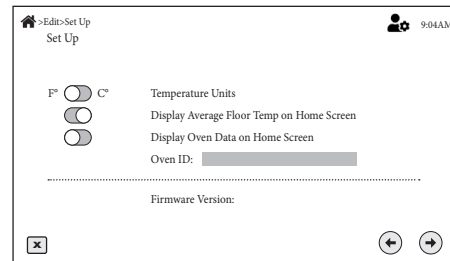 >Edit>Set Up
9:04AM
Set Up
F° C° Temperature Units
Display Average Floor Temp on Home Screen
Display Oven Data on Home Screen
Oven ID:
Firmware Version:
x